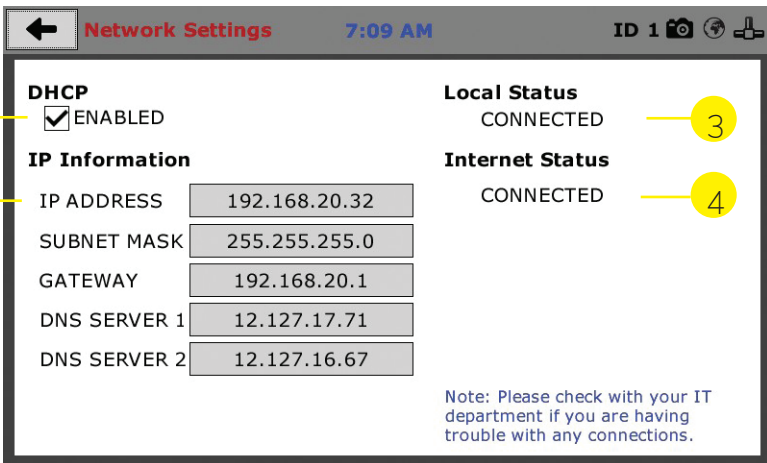 Network Settings 7:09 AM ID 1
DHCP
ENABLED
IP Information
IP ADDRESS 192.168.20.32
SUBNET MASK 255.255.255.0
GATEWAY 192.168.20.1
DNS SERVER 1 12.127.17.71
DNS SERVER 2 12.127.16.67
Local Status
CONNECTED 3
Internet Status
CONNECTED 4
Note: Please check with your IT
department if you are having
trouble with any connections.